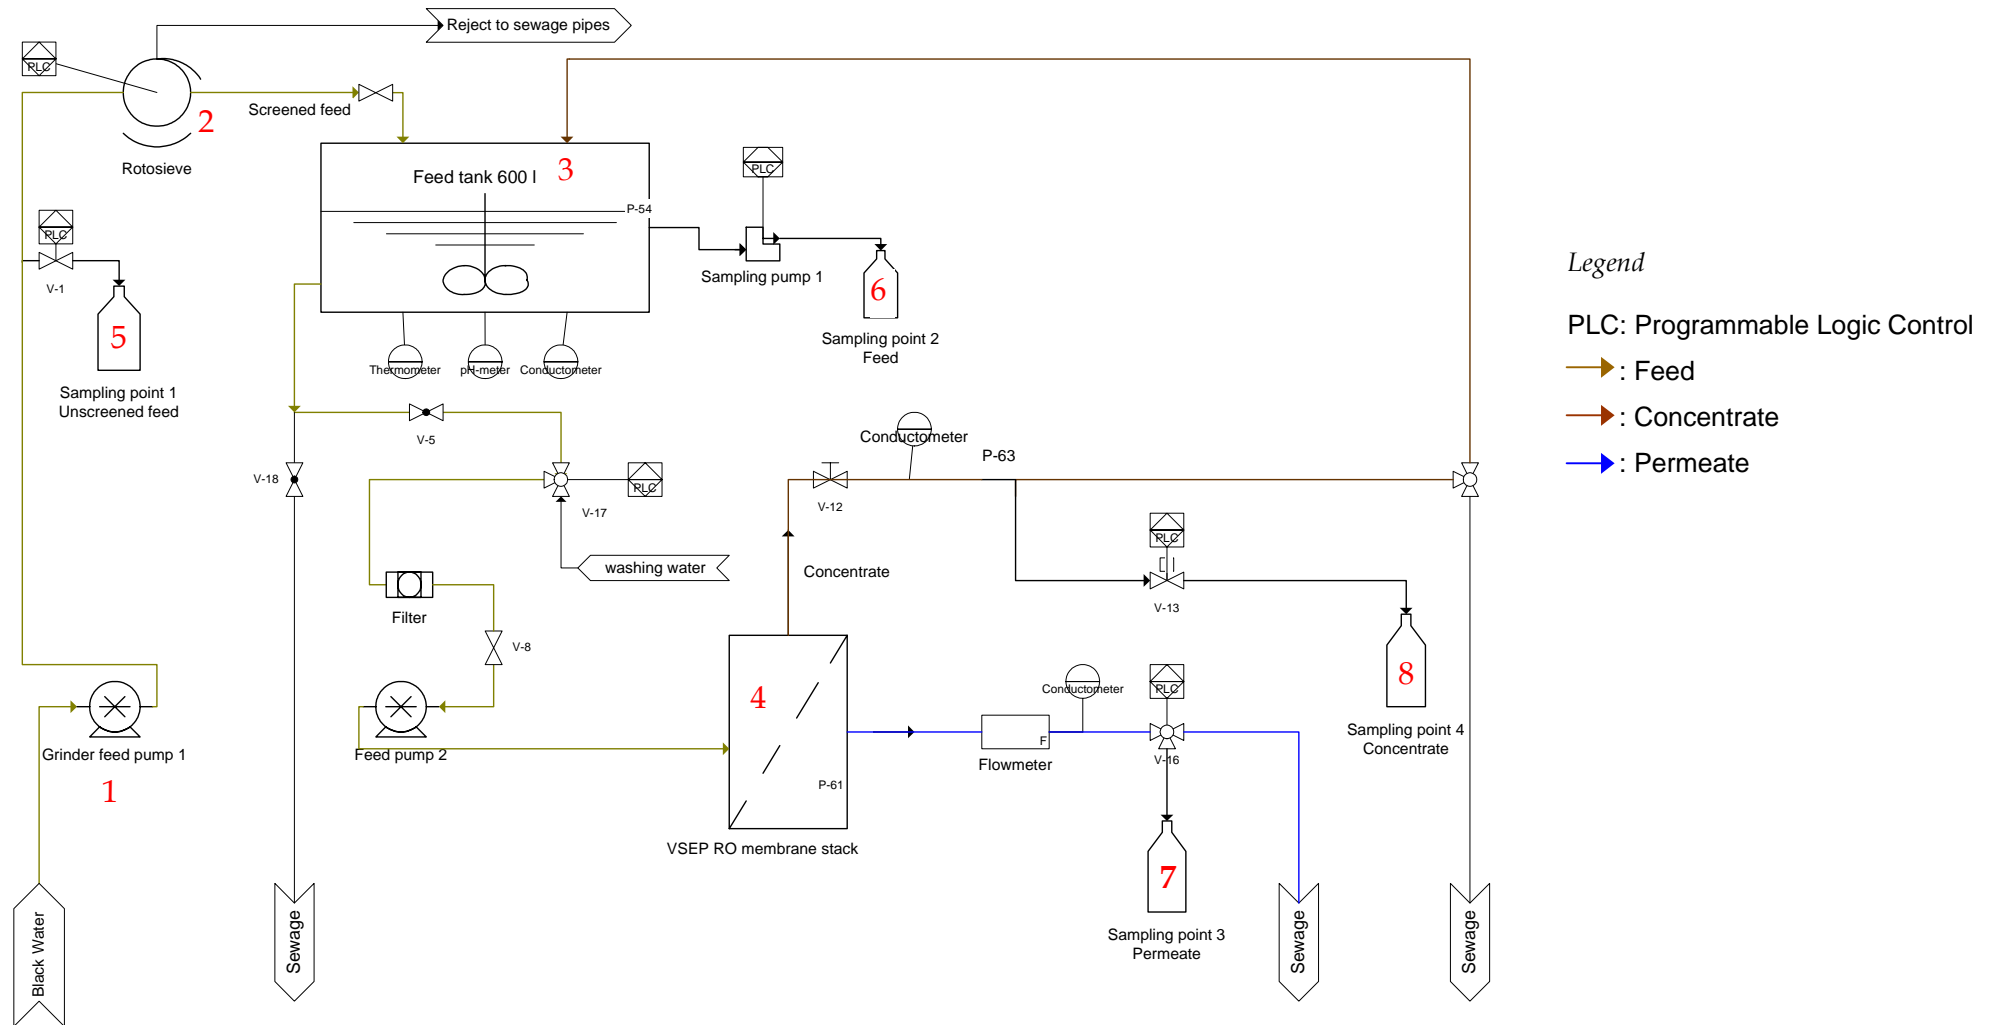 Reject to sewage pipes
PLC
2
Screened feed
Rotosieve
3
Feed tank 600 l
P-54
PLC
Sampling pump 1
6
Sampling point 2
Feed
PLC
V-1
5
Sampling point 1
Unscreened feed
Thermometer
pH-meter
Conductometer
Legend
PLC: Programmable Logic Control
: Feed
: Concentrate
: Permeate
V-5
V-18
PLC
V-17
washing water
Filter
V-8
Conductometer
P-63
V-12
Concentrate
PLC
V-13
8
Sampling point 4
Concentrate
Grinder feed pump 1
1
Feed pump 2
4
P-61
VSEP RO membrane stack
Conductometer
F
Flowmeter
PLC
V-16
7
Sampling point 3
Permeate
Black Water
Sewage
Sewage
Sewage